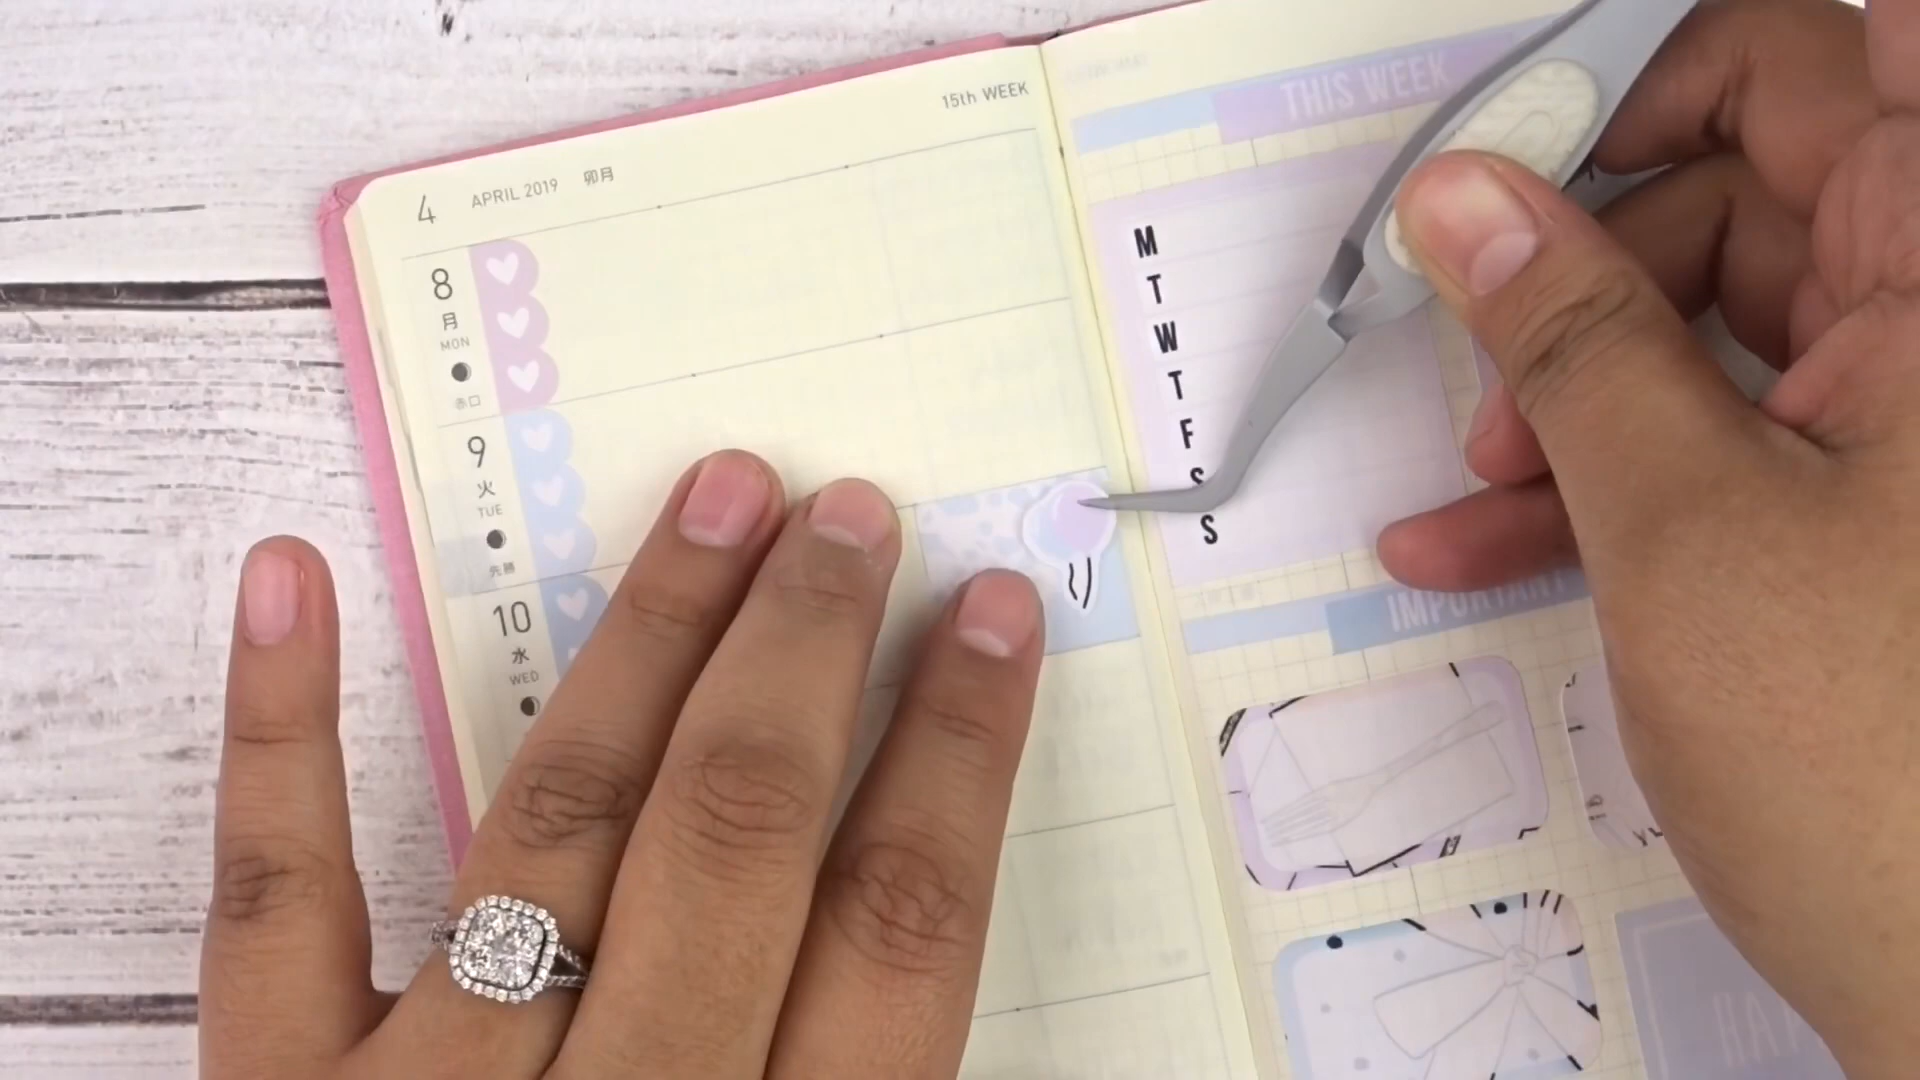 15th WEEK
4 APRIL 2019 卯月
8
月
MON
赤口
9
火
TUE
先勝
10
水
WED
THIS WEEK
M
T
W
T
F
S
S
IMPORTANT